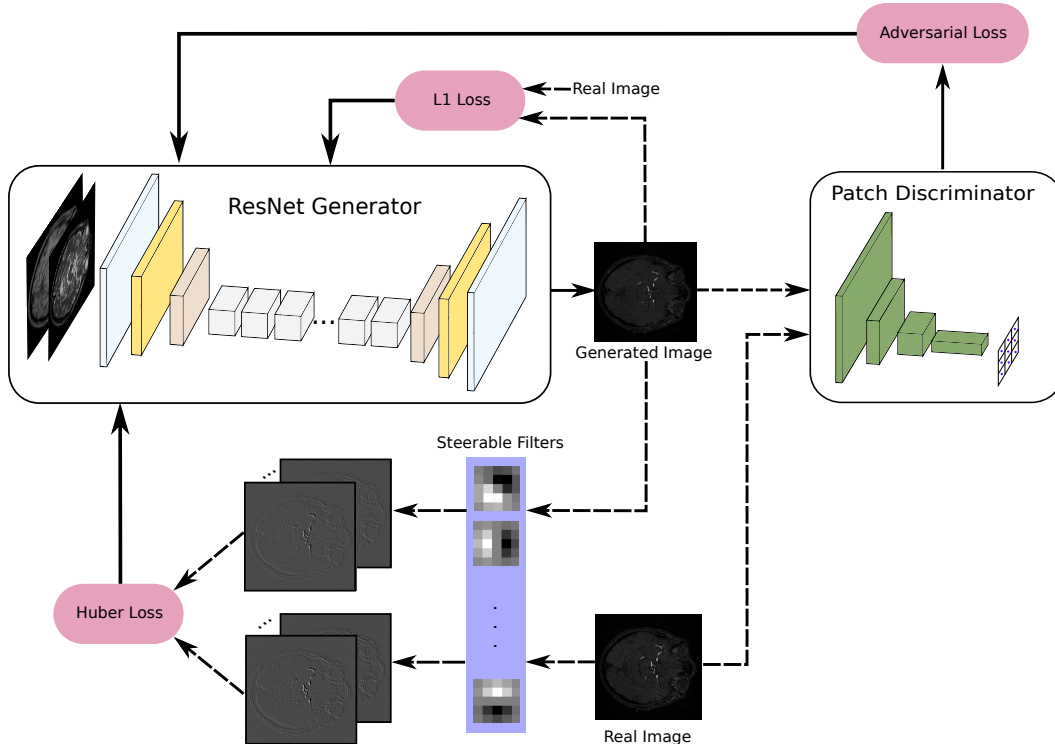 Adversarial Loss
L1 Loss
Real Image
ResNet Generator
Patch Discriminator
Generated Image
Steerable Filters
Huber Loss
Real Image